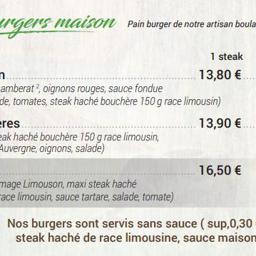 urgers maison Pain burger de notre artisan boula
1 steak
n 13,80 €
amberat ², oignons rouges, sauce fondue
de, tomates, steak haché bouchère 150 g race limousin)
eres 13,90 €
eak haché bouchère 150 g race limousin,
Auvergne, oignons, salade)
16,50 €
mage Limouson, maxi steak haché
race limousin, sauce tartare, salade, tomate)
Nos burgers sont servis sans sauce ( sup,0,30
steak haché de race limousine, sauce maison